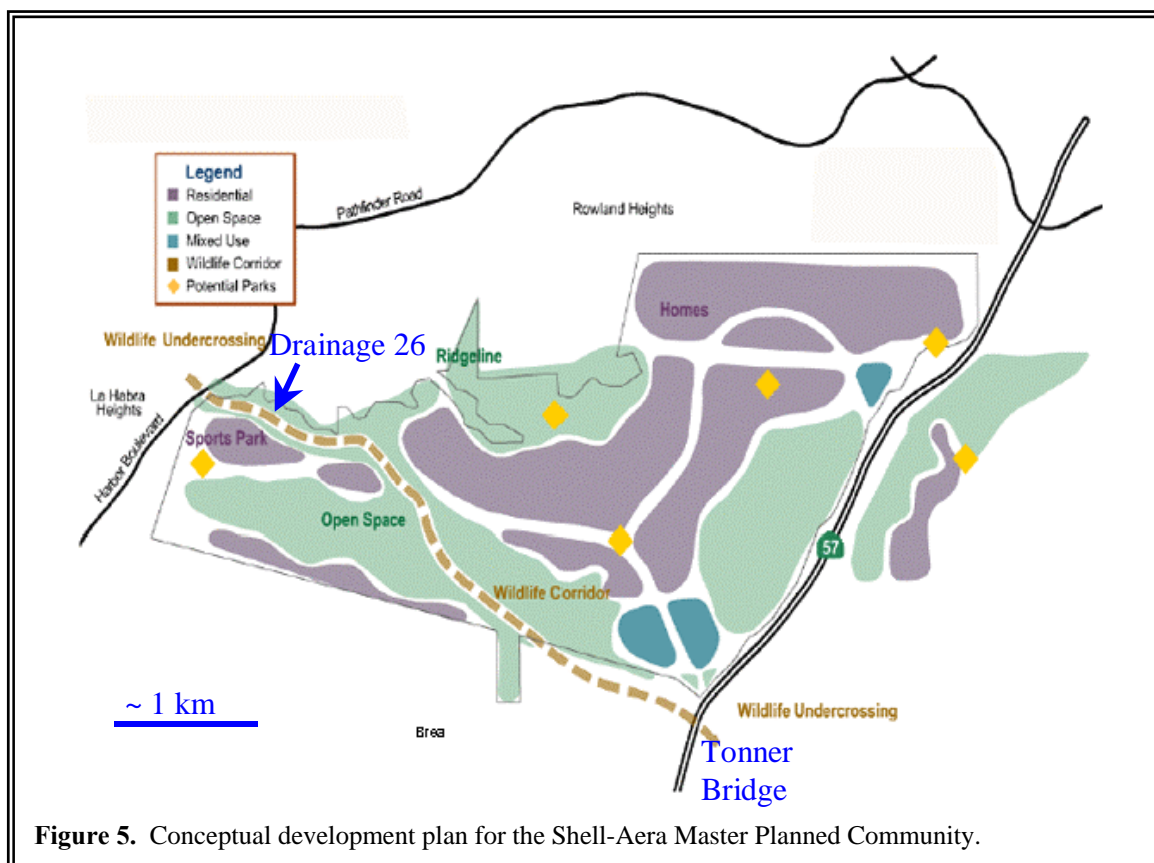 Legend
Residential
Open Space
Mixed Use
Wildlife Corridor
Potential Parks
Pathfinder Road
Rowland Heights
Homes
Wildlife Undercrossing
Drainage 26
Ridgeline
La Habra
Heights
Harbor Boulevard
Sports Park
Open Space
57
Wildlife Corridor
~ 1 km
Brea
Wildlife Undercrossing
Tonner
Bridge
Figure 5. Conceptual development plan for the Shell-Aera Master Planned Community.